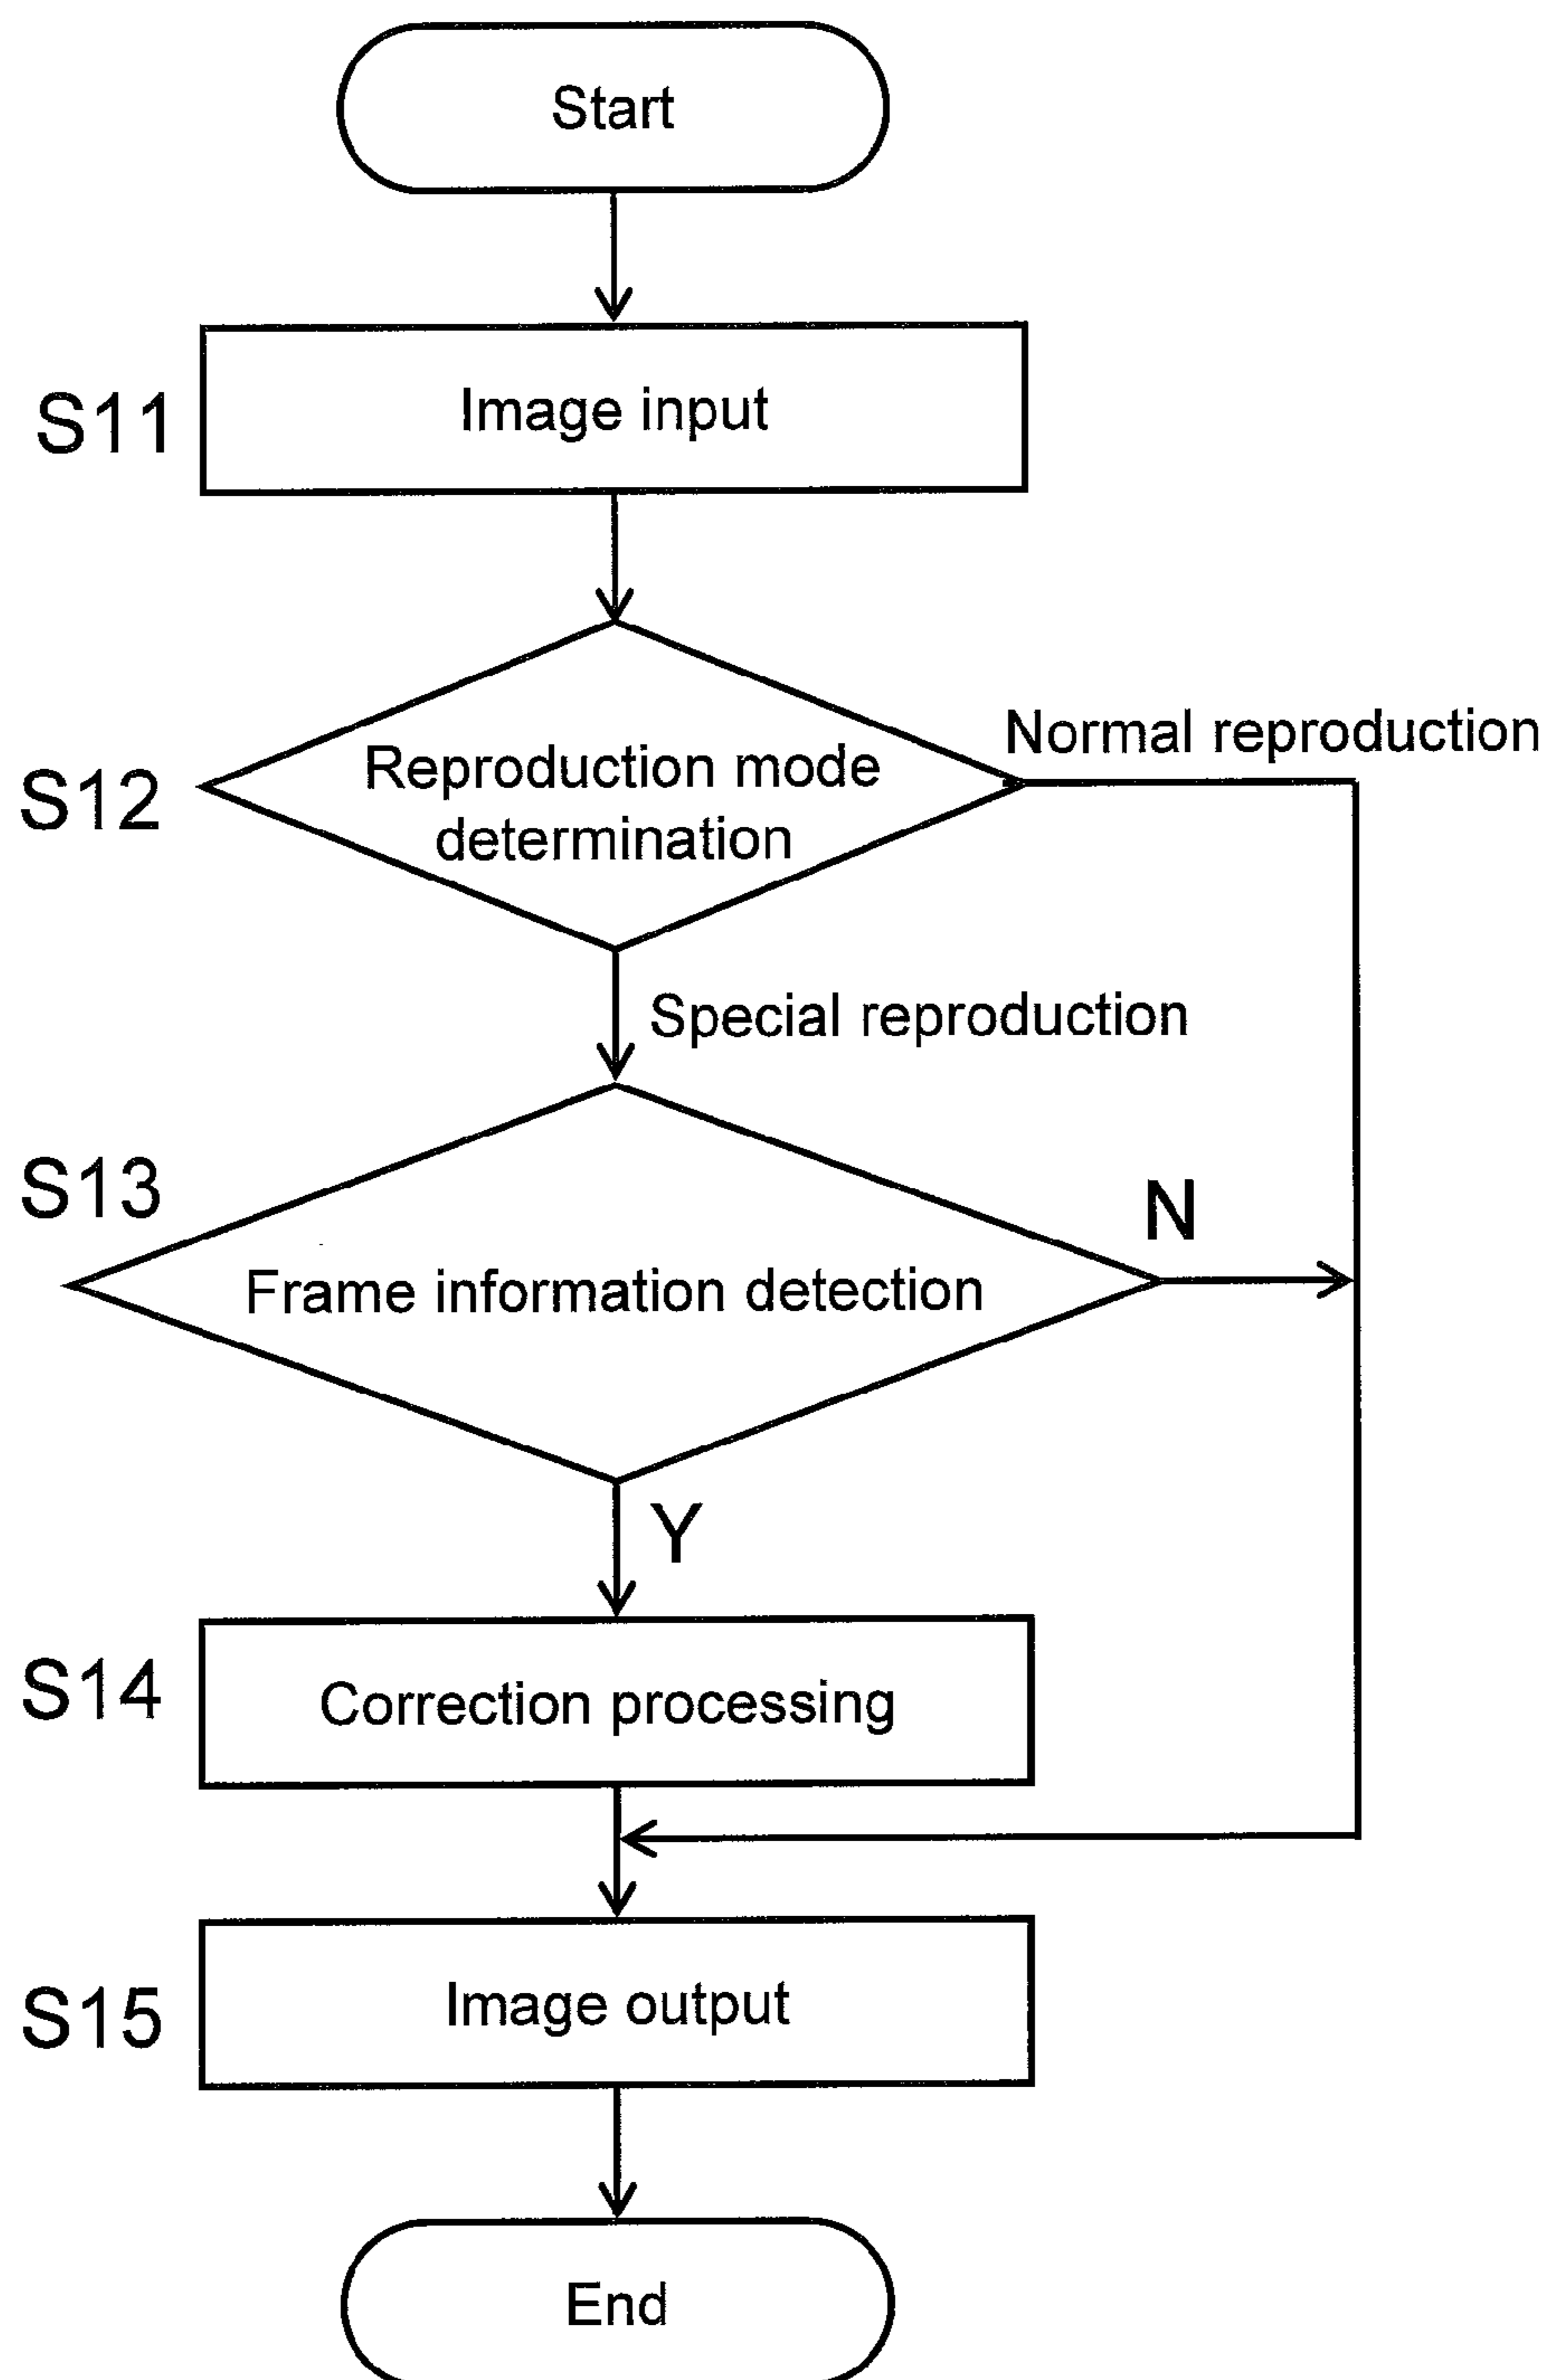 Start
S11
Image input
Normal reproduction
S12
Reproduction mode
determination
Special reproduction
S13
N
Frame information detection
Y
S14
Correction processing
S15
Image output
End